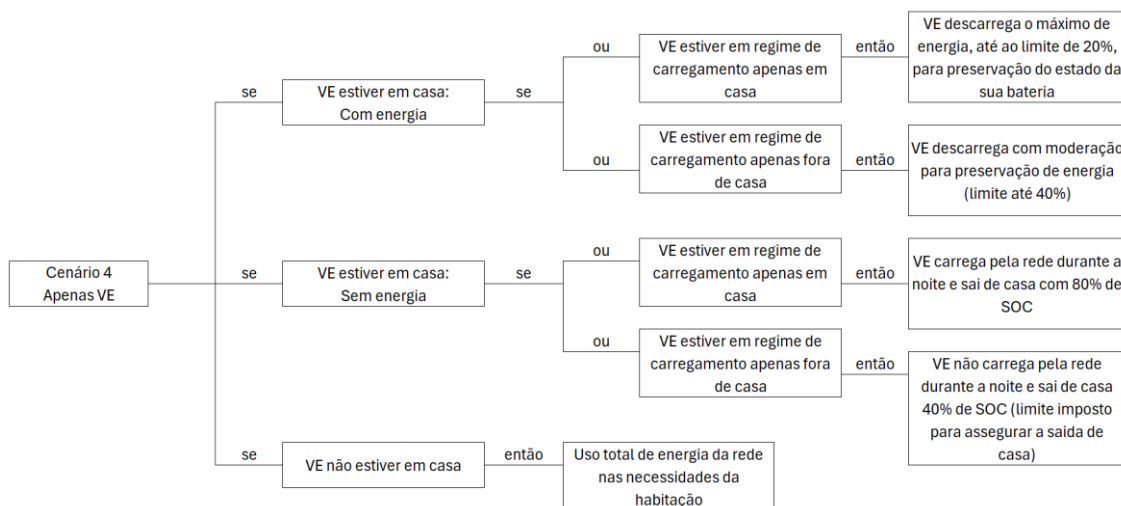 ou
VE estiver em regime de
carregamento apenas em
casa
então
VE descarrega o máximo de
energia, até ao limite de 20%,
para preservação do estado da
sua bateria
se
VE estiver em casa:
Com energia
se
ou
VE estiver em regime de
carregamento apenas fora
de casa
então
VE descarrega com moderação
para preservação de energia
(limite até 40%)
Cenário 4
Apenas VE
se
VE estiver em casa:
Sem energia
se
ou
VE estiver em regime de
carregamento apenas em
casa
então
VE carrega pela rede durante a
noite e sai de casa com 80% de
SOC
ou
VE estiver em regime de
carregamento apenas fora
de casa
então
VE não carrega pela rede
durante a noite e sai de casa
40% de SOC (limite imposto
para assegurar a saida de
casa)
se
VE não estiver em casa
então
Uso total de energia da rede
nas necessidades da
habitação